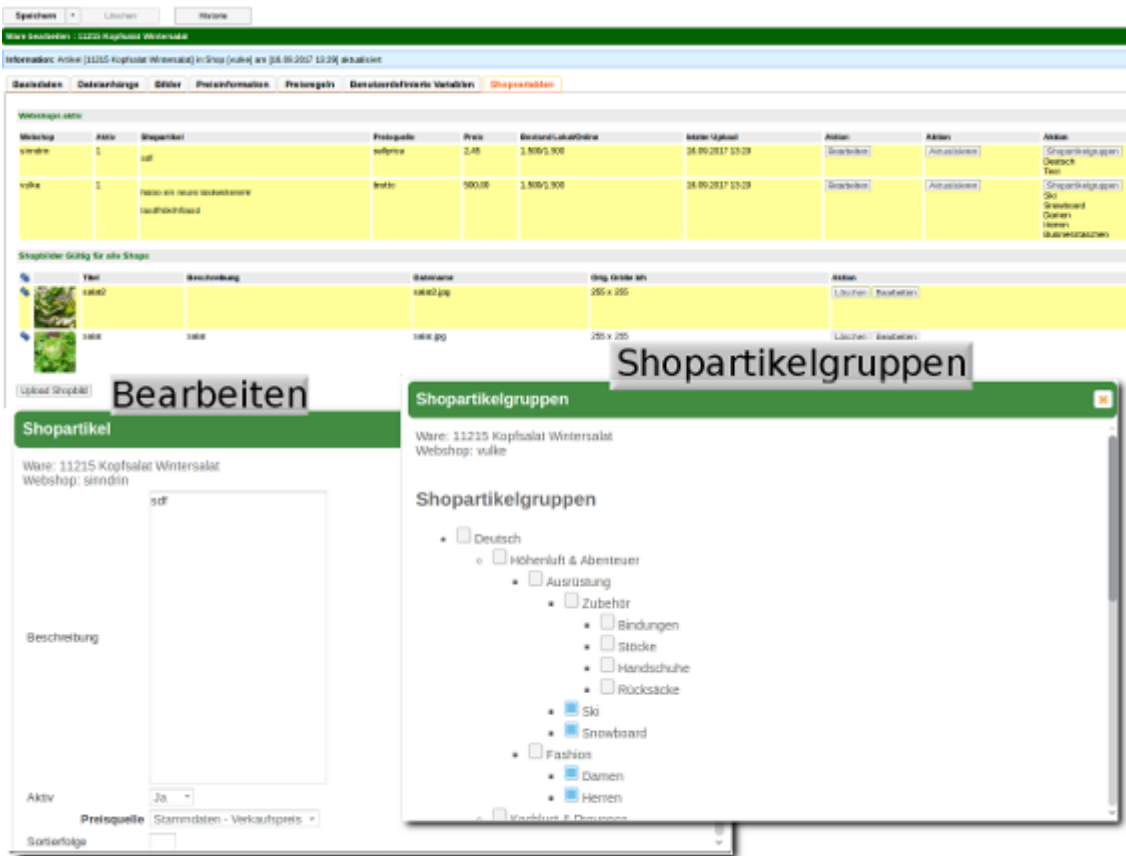 Speichern Löschen Historie
Ware bearbeiten : 11215 Kopfsalat Wintersalat
Information: Artikel [11215 Kopfsalat Wintersalat] in Shop [vulke] am [16.09.2017 13:29] aktualisiert
Basisdaten Dateianhänge Bilder Preisinformation Preisregeln Benutzerdefinierte Variablen Shopvariablen
Webshops aktiv
Webshop Aktiv Shopartikel Preisquelle Preis Bestand Lokal/Online letzter Upload Aktion Aktion Aktion
sinndrin 1 sdf sellprice 2,45 1.500/1.500 16.09.2017 13:29 Bearbeiten Aktualisieren Shopartikelgruppen
Deutsch
Test
vulke 1 brutto 500,00 1.500/1.500 16.09.2017 13:29 Bearbeiten Aktualisieren Shopartikelgruppen
Ski
Snowboard
Damen
Herren
Businesstaschen
Shopbilder Gültig für alle Shops
Titel Beschreibung Dateiname Orig. Größe Aktion
salat2 salat2.jpg 255 x 255 Löschen Bearbeiten
salat salat salat.jpg 255 x 255 Löschen Bearbeiten
Upload Shopbild
Bearbeiten
Shopartikel
Ware: 11215 Kopfsalat Wintersalat
Webshop: sinndrin
sdf
Beschreibung
Aktiv Ja
Preisquelle Stammdaten - Verkaufspreis
Sortierfolge
Shopartikelgruppen
Shopartikelgruppen
Ware: 11215 Kopfsalat Wintersalat
Webshop: vulke
Shopartikelgruppen
Deutsch
Höhenluft & Abenteuer
Ausrüstung
Zubehör
Bindungen
Stöcke
Handschuhe
Rücksäcke
Ski
Snowboard
Fashion
Damen
Herren